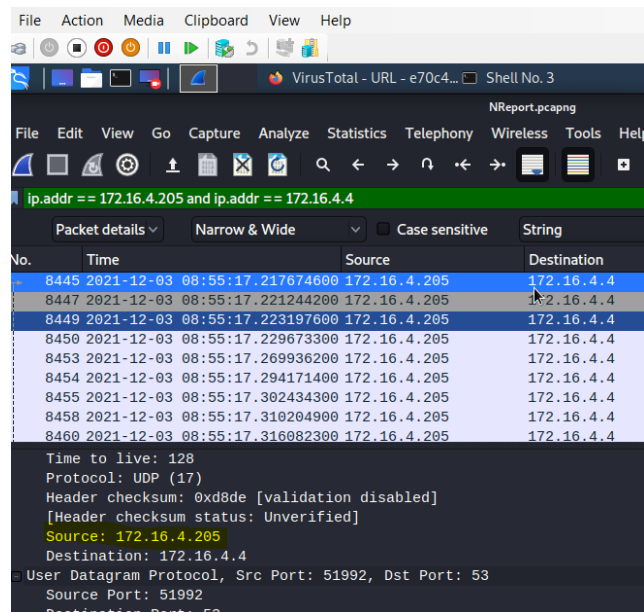 File Action Media Clipboard View Help
VirusTotal - URL - e70c4... Shell No. 3
NReport.pcapng
File Edit View Go Capture Analyze Statistics Telephony Wireless Tools Help
ip.addr == 172.16.4.205 and ip.addr == 172.16.4.4
Packet details Narrow & Wide Case sensitive String
No. Time Source Destination
8445 2021-12-03 08:55:17.217674600 172.16.4.205 172.16.4.4
8447 2021-12-03 08:55:17.221244200 172.16.4.205 172.16.4.4
8449 2021-12-03 08:55:17.223197600 172.16.4.205 172.16.4.4
8450 2021-12-03 08:55:17.229673300 172.16.4.205 172.16.4.4
8453 2021-12-03 08:55:17.269936200 172.16.4.205 172.16.4.4
8454 2021-12-03 08:55:17.294171400 172.16.4.205 172.16.4.4
8455 2021-12-03 08:55:17.302434300 172.16.4.205 172.16.4.4
8458 2021-12-03 08:55:17.310204900 172.16.4.205 172.16.4.4
8460 2021-12-03 08:55:17.316082300 172.16.4.205 172.16.4.4
Time to live: 128
Protocol: UDP (17)
Header checksum: 0xd8de [validation disabled]
[Header checksum status: Unverified]
Source: 172.16.4.205
Destination: 172.16.4.4
User Datagram Protocol, Src Port: 51992, Dst Port: 53
Source Port: 51992
Destination Port: 53